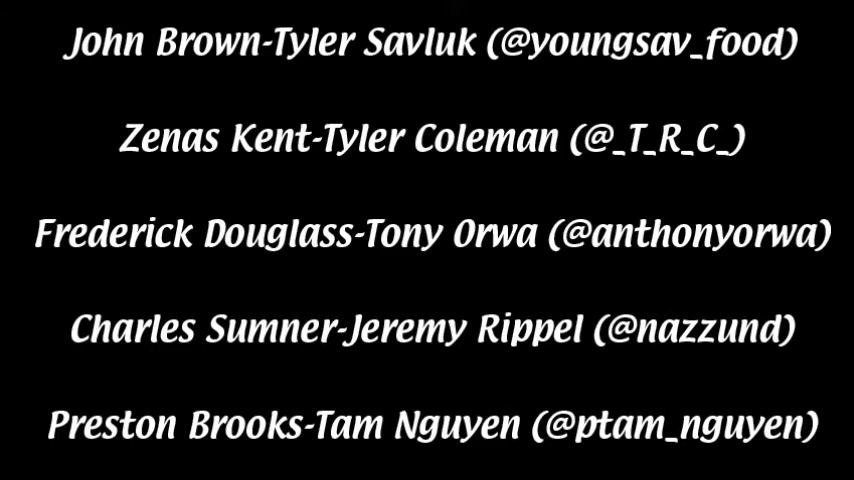 John Brown-Tyler Savluk (@youngsav_food)
Zenas Kent-Tyler Coleman (@_T_R_C_)
Frederick Douglass-Tony Orwa (@anthonyorwa)
Charles Sumner-Jeremy Rippel (@nazzund)
Preston Brooks-Tam Nguyen (@ptam_nguyen)